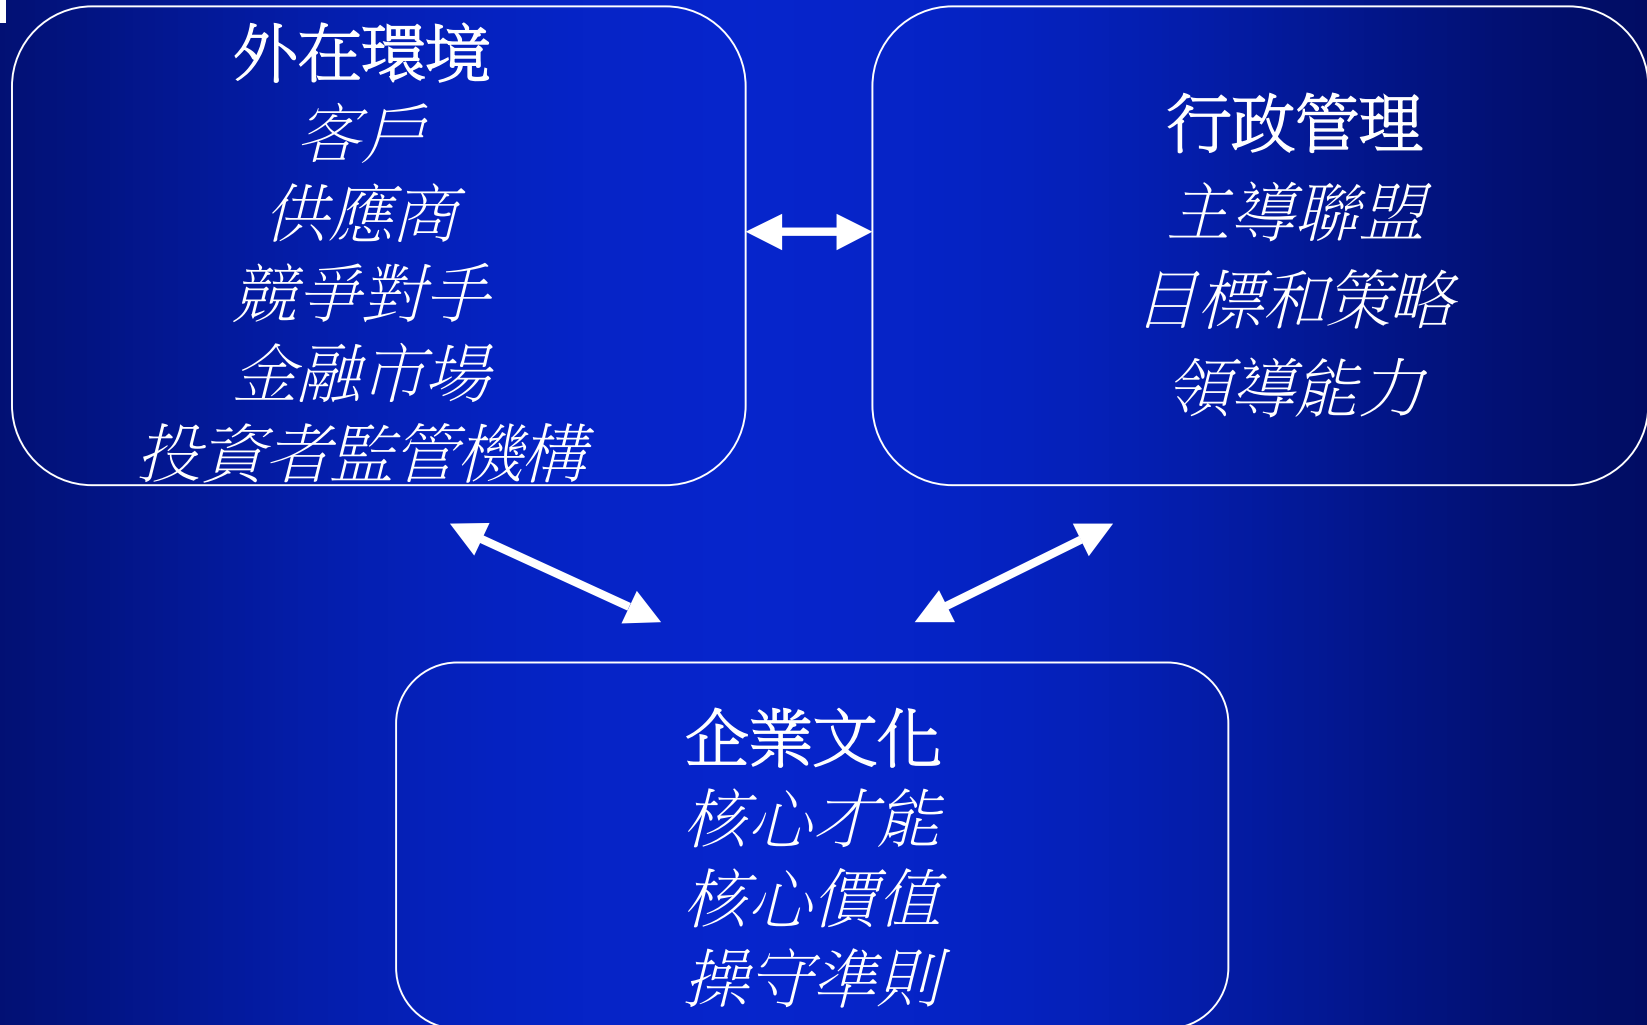 外在環境
客戶
供應商
競爭對手
金融市場
投資者監管機構
行政管理
主導聯盟
目標和策略
領導能力
企業文化
核心才能
核心價值
操守準則